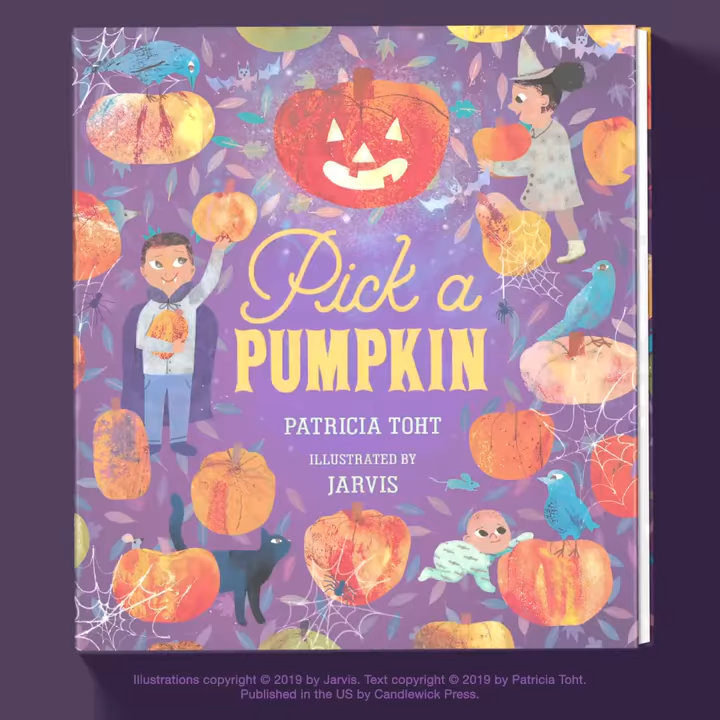 Pick a
PUMPKIN
PATRICIA TOHT
ILLUSTRATED BY
JARVIS
Illustrations copyright © 2019 by Jarvis. Text copyright © 2019 by Patricia Toht.
Published in the US by Candlewick Press.